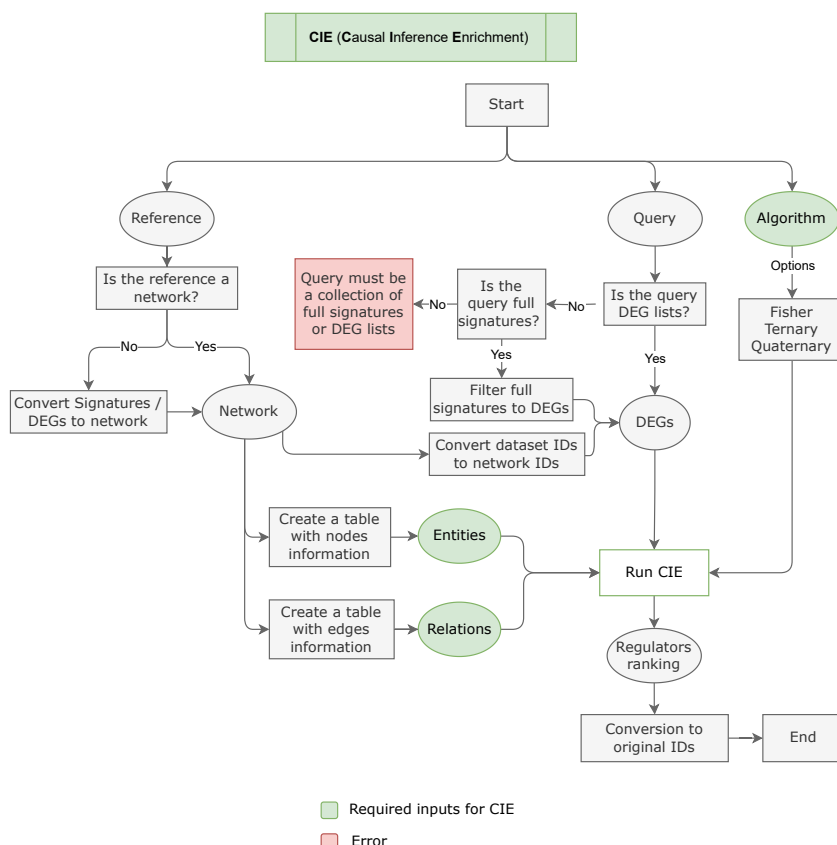 CIE (Causal Inference Enrichment)
Start
Reference
Query
Algorithm
Options
Is the reference a
network?
Query must be
a collection of
full signatures
or DEG lists
No
Is the
query full
signatures?
No
Is the query
DEG lists?
Fisher
Ternary
Quaternary
No
Yes
Yes
Yes
Convert Signatures /
DEGs to network
Network
Filter full
signatures to DEGs
DEGs
Convert dataset IDs
to network IDs
Create a table
with nodes
information
Entities
Run CIE
Create a table
with edges
information
Relations
Regulators
ranking
Conversion to
original IDs
End
Required inputs for CIE
Error